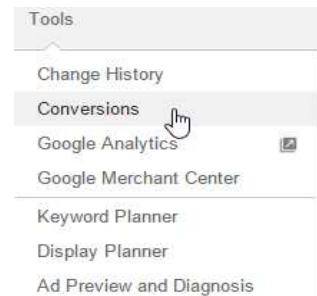 Tools
Change History
Conversions
Google Analytics
Google Merchant Center
Keyword Planner
Display Planner
Ad Preview and Diagnosis